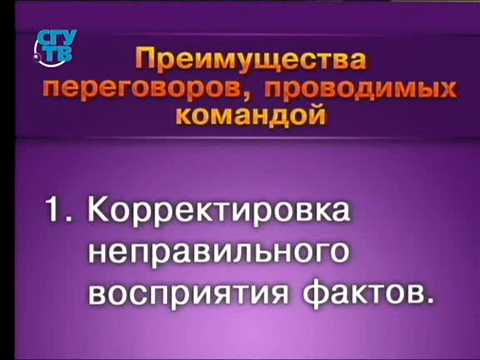 СГУ
ТВ
Преимущества
переговоров, проводимых
командой
1. Корректировка
неправильного
восприятия фактов.